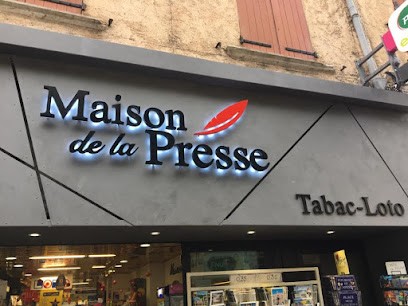 Maison
de la Presse
Tabac-Loto